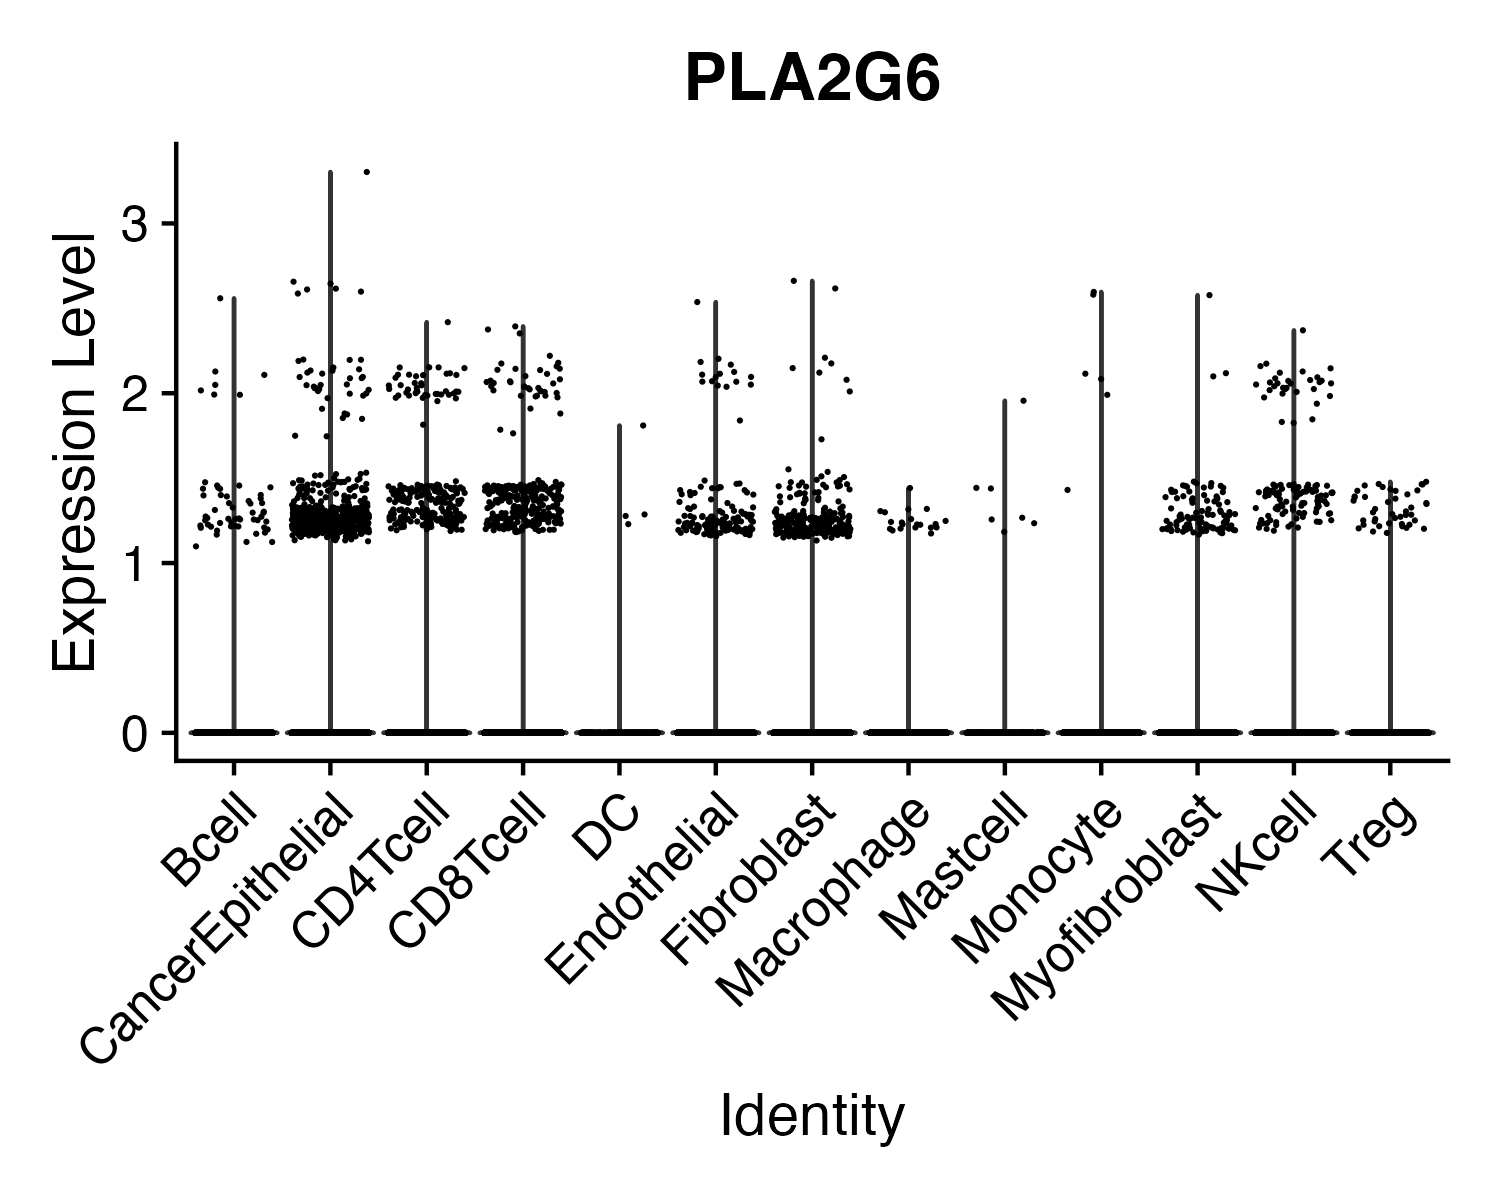 PLA2G6
Expression Level
3
2
1
0
Bcell
CancerEpithelial
CD4Tcell
CD8Tcell
DC
Endothelial
Fibroblast
Macrophage
Mastcell
Monocyte
Myofibroblast
NKcell
Treg
Identity